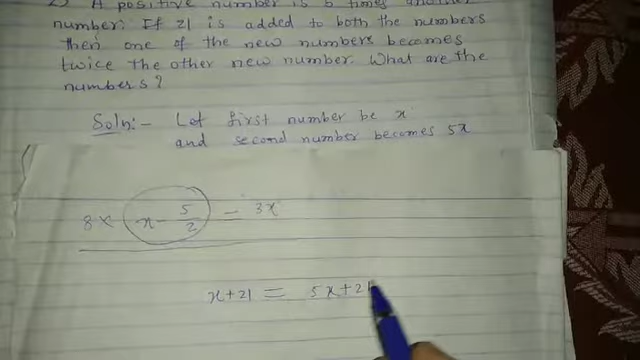 2) A positive number is 5 times another
number. If 21 is added to both the numbers
then one of the new numbers becomes
twice the other new number. What are the
numbers?
Soln:- Let first number be x
and second number becomes 5x
8x x - 5/2 = 3x
x+21 = 5x+21